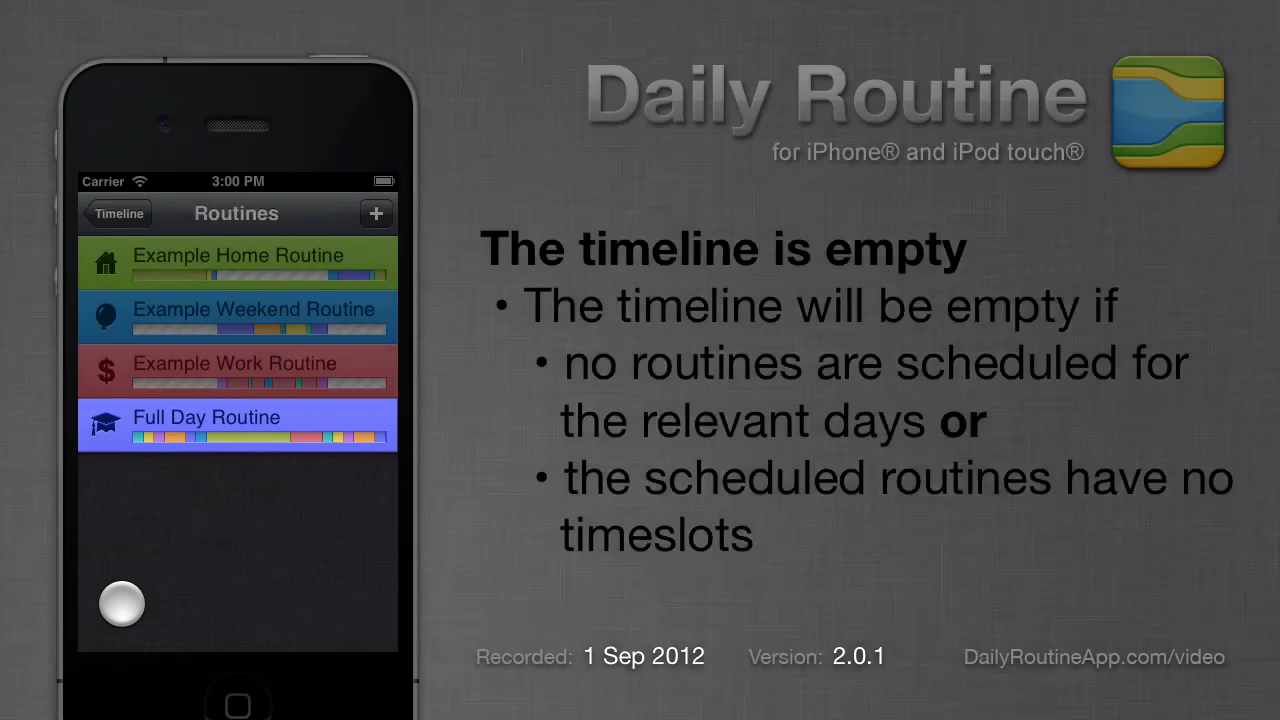 Daily Routine
for iPhone® and iPod touch®
Carrier 3:00 PM
Timeline Routines +
Example Home Routine
Example Weekend Routine
$ Example Work Routine
Full Day Routine
The timeline is empty
• The timeline will be empty if
• no routines are scheduled for
the relevant days or
• the scheduled routines have no
timeslots
Recorded: 1 Sep 2012 Version: 2.0.1 DailyRoutineApp.com/video